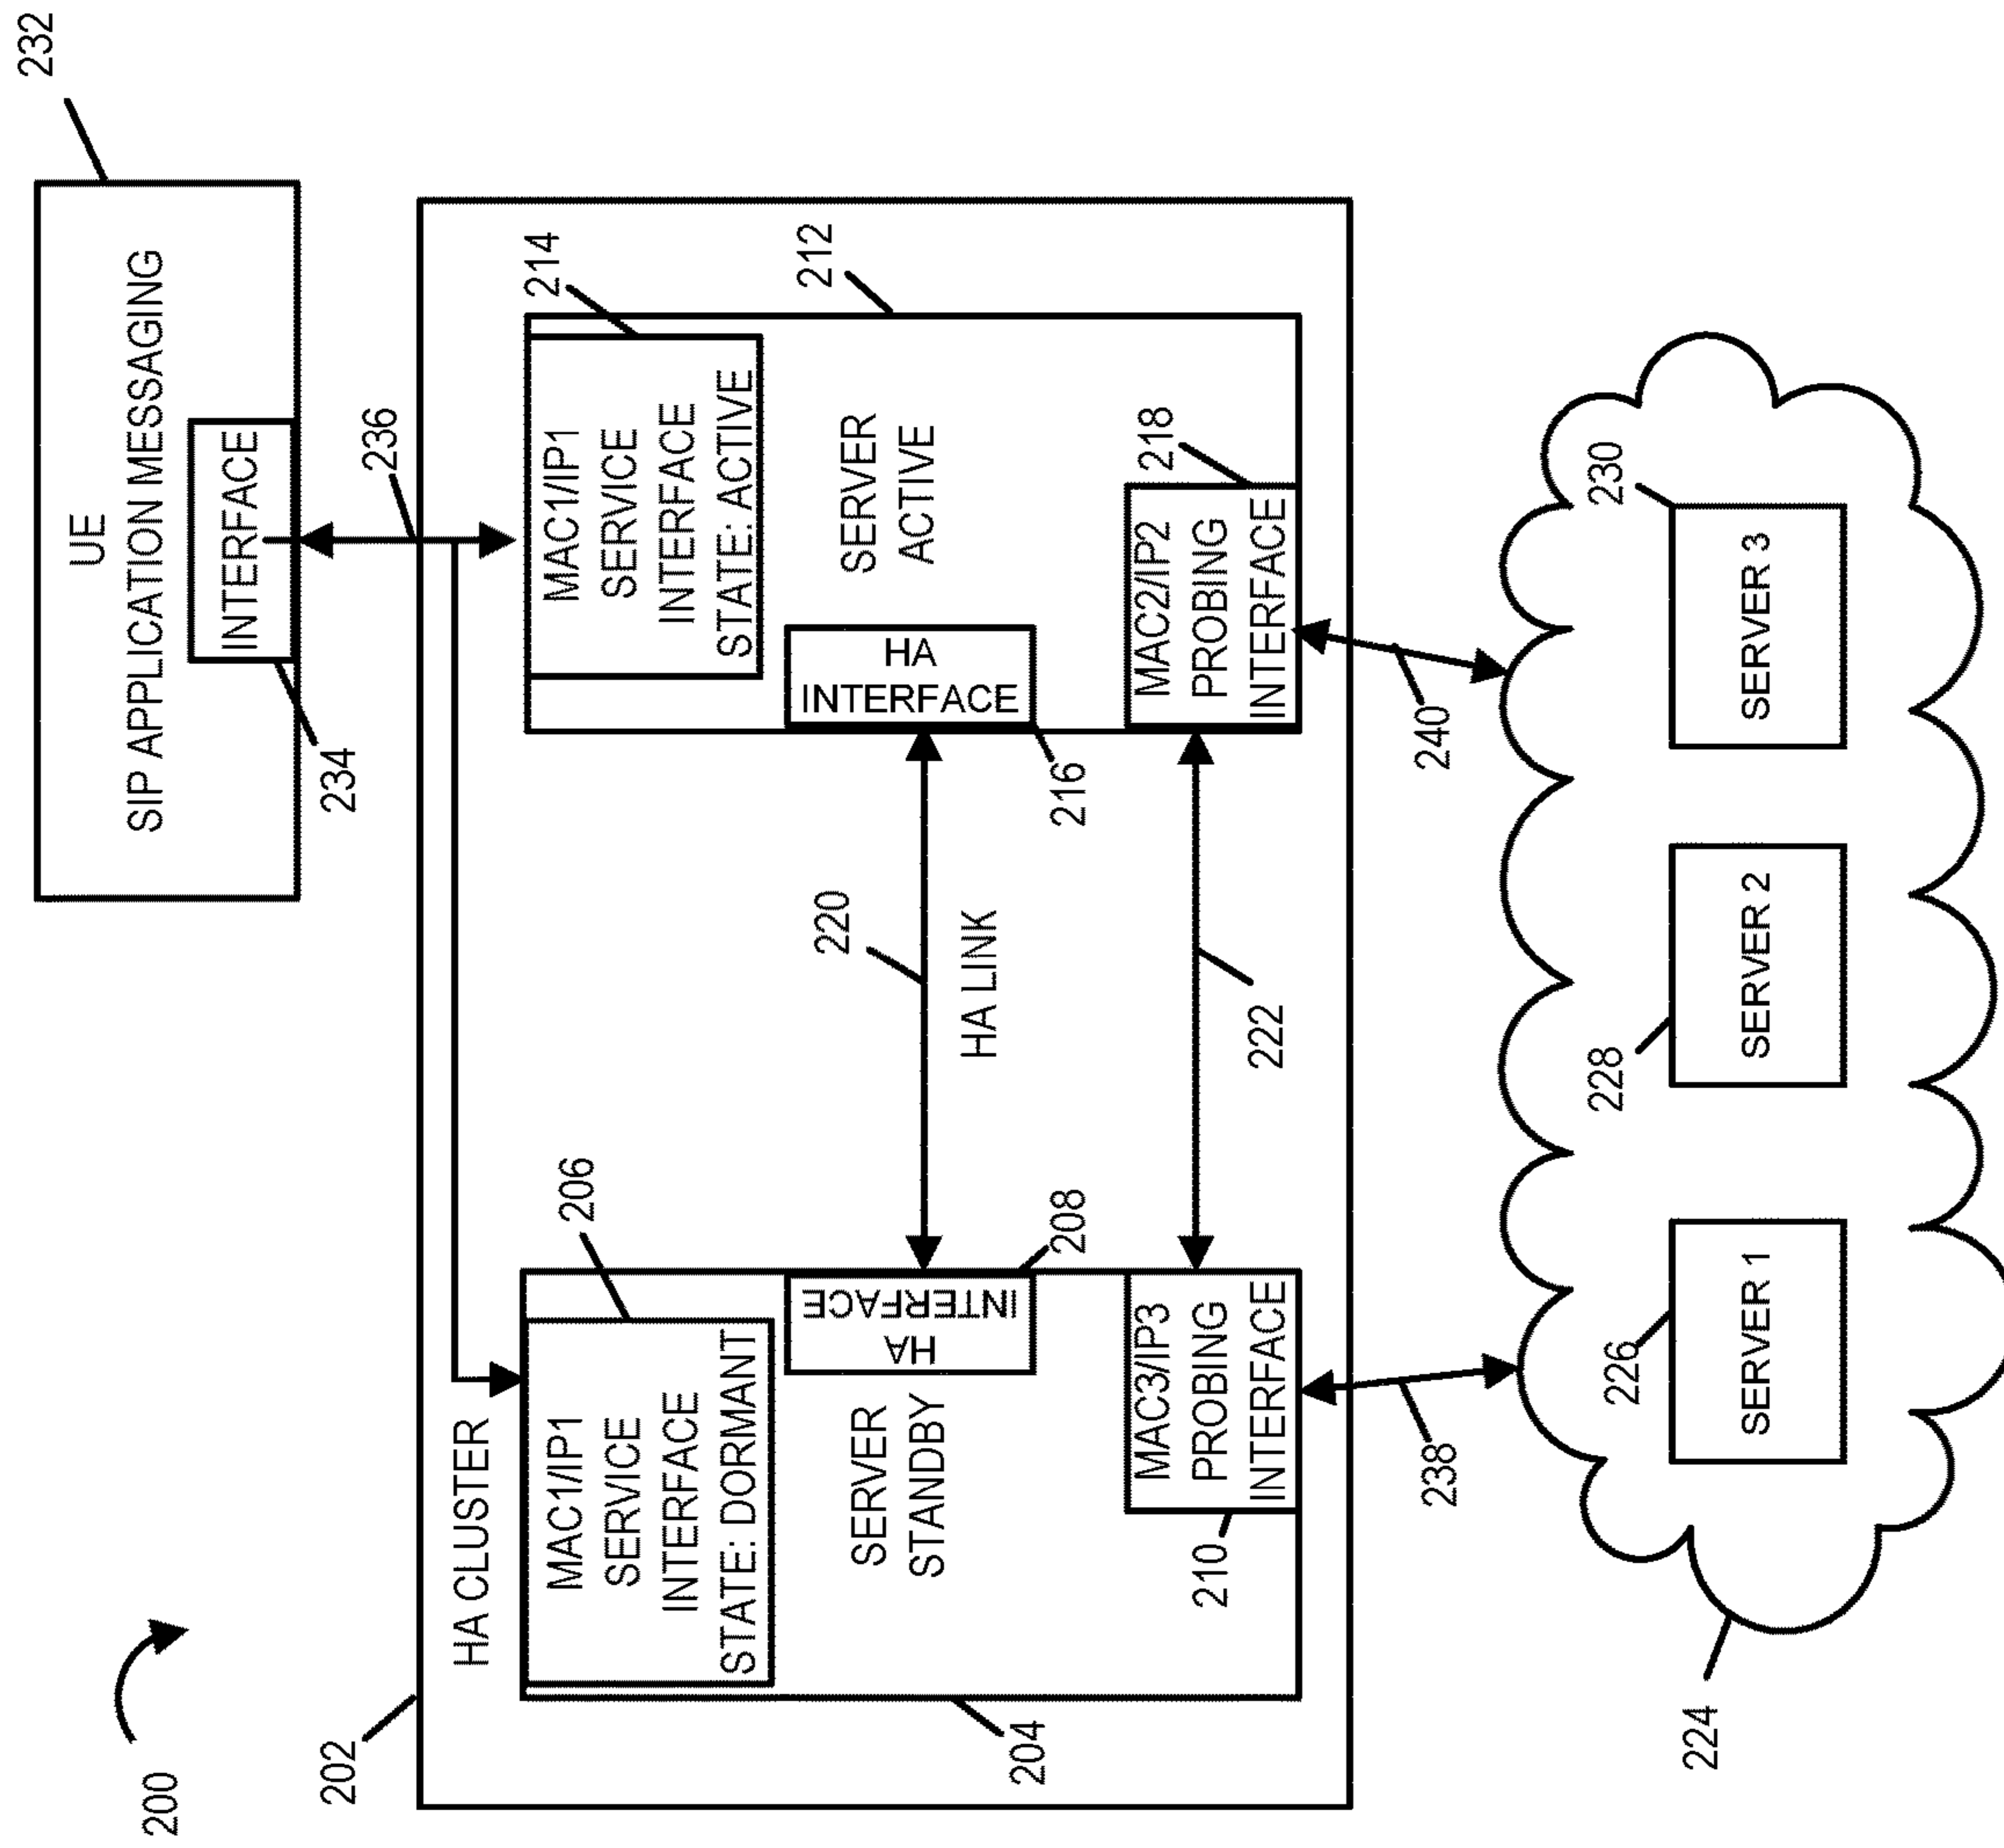 200
232
UE
SIP APPLICATION MESSAGING
INTERFACE
234
236
202
HA CLUSTER
MAC1/IP1
SERVICE
INTERFACE
STATE: DORMANT
206
SERVER
STANDBY
204
HA
INTERFACE
208
MAC3/IP3
PROBING
INTERFACE
210
220
HA LINK
222
MAC1/IP1
SERVICE
INTERFACE
STATE: ACTIVE
214
212
SERVER
ACTIVE
HA
INTERFACE
216
MAC2/IP2
PROBING
INTERFACE
218
238
240
224
226
SERVER 1
228
SERVER 2
230
SERVER 3